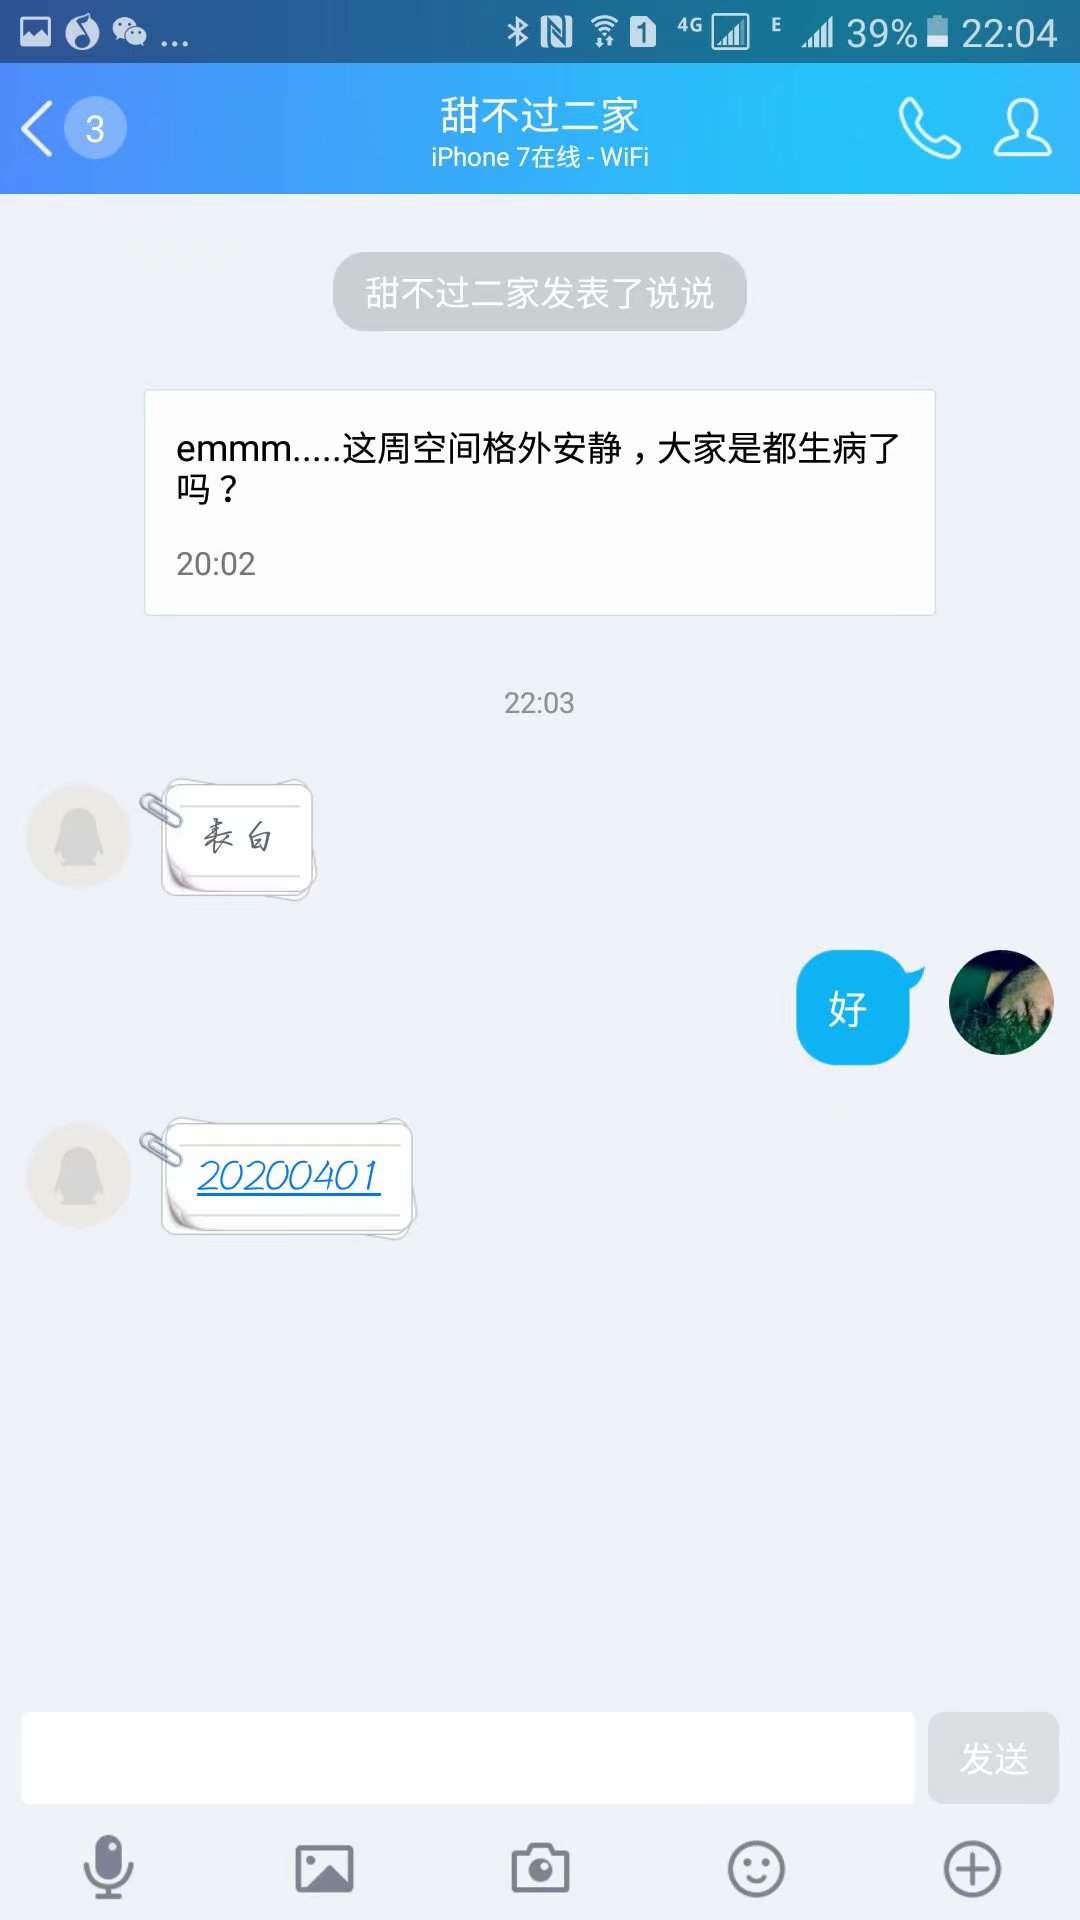 ... 1 4G E 39% 22:04
3 甜不过二家
iPhone 7在线 - WiFi
甜不过二家发表了说说
emmm.....这周空间格外安静，大家是都生病了
吗？
20:02
22:03
表白
好
20200401
发送